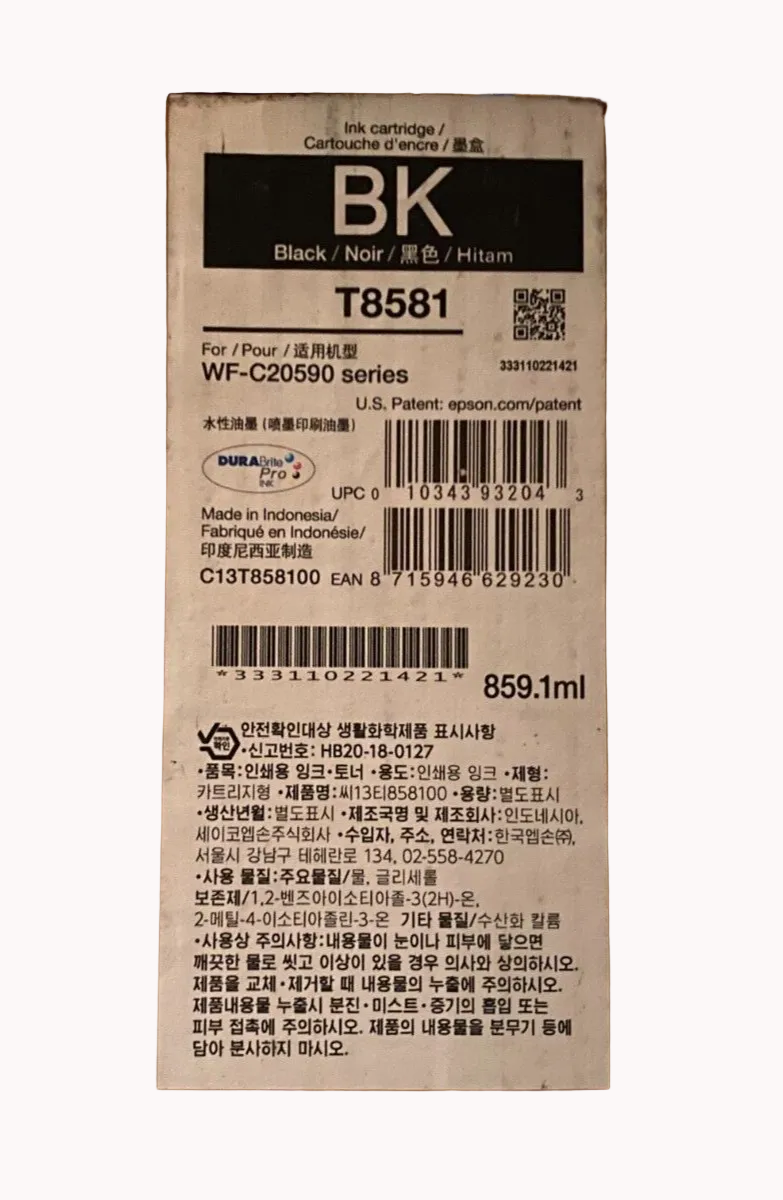 Ink cartridge /
Cartouche d'encre / 墨盒
BK
Black / Noir / 黑色 / Hitam
T8581
For / Pour / 适用机型
WF-C20590 series
333110221421
U.S. Patent: epson.com/patent
水性油墨 (喷墨印刷油墨)
DURABrite
Pro
INK
UPC 0 10343 93204 3
Made in Indonesia/
Fabriqué en Indonésie/
印度尼西亚制造
C13T858100 EAN 8 715946 629230
*333110221421*
859.1ml
안전확인대상 생활화학제품 표시사항
확인
•신고번호: HB20-18-0127
•품목:인쇄용 잉크•토너 •용도:인쇄용 잉크 •제형:
카트리지형 •제품명:씨13티858100 •용량:별도표시
•생산년월:별도표시 •제조국명 및 제조회사:인도네시아,
세이코엡손주식회사 •수입자, 주소, 연락처:한국엡손㈜,
서울시 강남구 테헤란로 134, 02-558-4270
•사용 물질:주요물질/물, 글리세롤
보존제/1,2-벤즈아이소티아졸-3(2H)-온,
2-메틸-4-이소티아졸린-3-온 기타 물질/수산화 칼륨
•사용상 주의사항:내용물이 눈이나 피부에 닿으면
깨끗한 물로 씻고 이상이 있을 경우 의사와 상의하시오.
제품을 교체•제거할 때 내용물의 누출에 주의하시오.
제품내용물 누출시 분진•미스트•증기의 흡입 또는
피부 접촉에 주의하시오. 제품의 내용물을 분무기 등에
담아 분사하지 마시오.